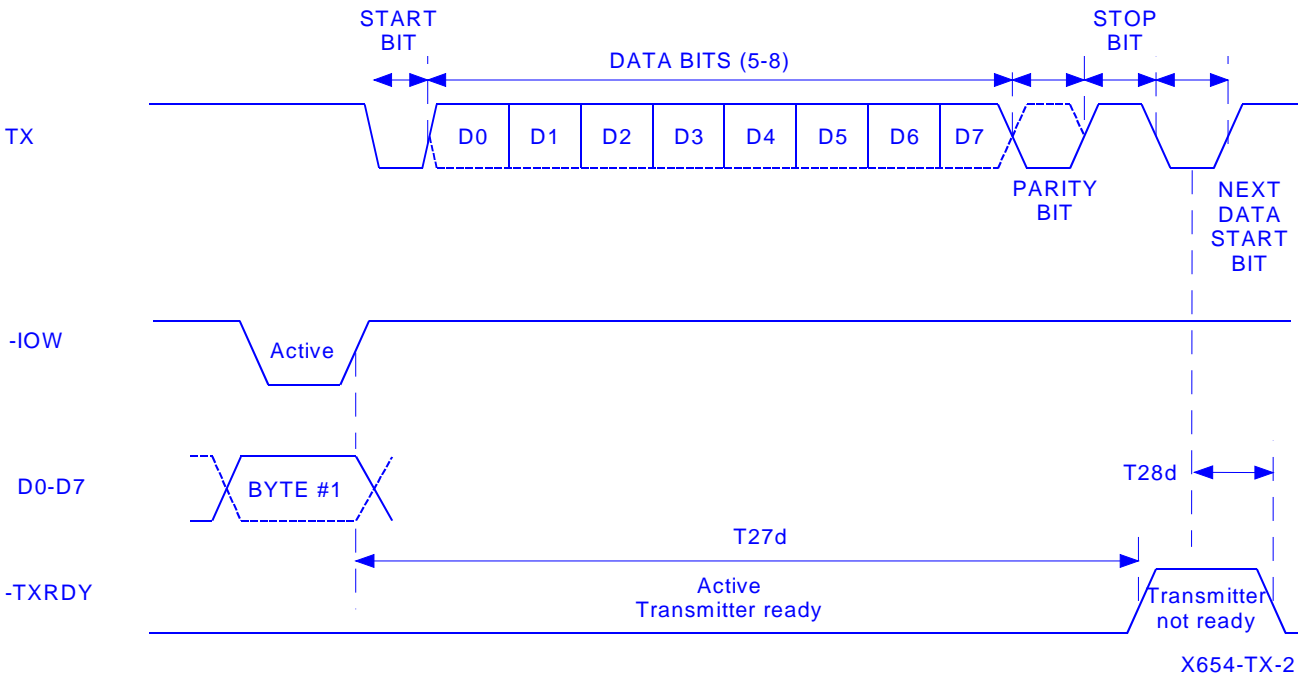 START
BIT
STOP
BIT
DATA BITS (5-8)
TX
D0 D1 D2 D3 D4 D5 D6 D7
PARITY
BIT
NEXT
DATA
START
BIT
-IOW
Active
D0-D7
BYTE #1
T28d
T27d
-TXRDY
Active
Transmitter ready
Transmitter
not ready
X654-TX-2